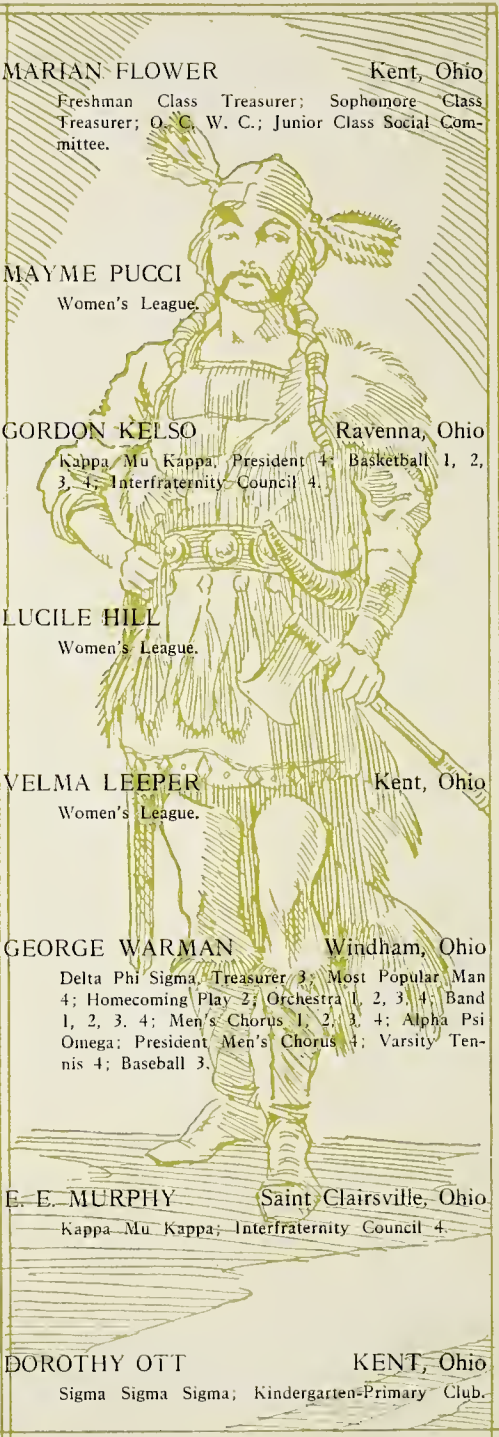 MARIAN FLOWER Kent, Ohio
Freshman Class Treasurer; Sophomore Class
Treasurer; O. C. W. C.; Junior Class Social Com-
mittee.
MAYME PUCCI
Women's League.
GORDON KELSO Ravenna, Ohio
Kappa Mu Kappa, President 4; Basketball 1, 2,
3, 4; Interfraternity Council 4.
LUCILE HILL
Women's League.
VELMA LEEPER Kent, Ohio
Women's League.
GEORGE WARMAN Windham, Ohio
Delta Phi Sigma, Treasurer 3; Most Popular Man
4; Homecoming Play 2; Orchestra 1, 2, 3, 4; Band
1, 2, 3. 4; Men's Chorus 1, 2, 3, 4; Alpha Psi
Omega; President Men's Chorus 4; Varsity Ten-
nis 4; Baseball 3.
E. E. MURPHY Saint Clairsville, Ohio
Kappa Mu Kappa; Interfraternity Council 4.
DOROTHY OTT KENT, Ohio
Sigma Sigma Sigma; Kindergarten-Primary Club.